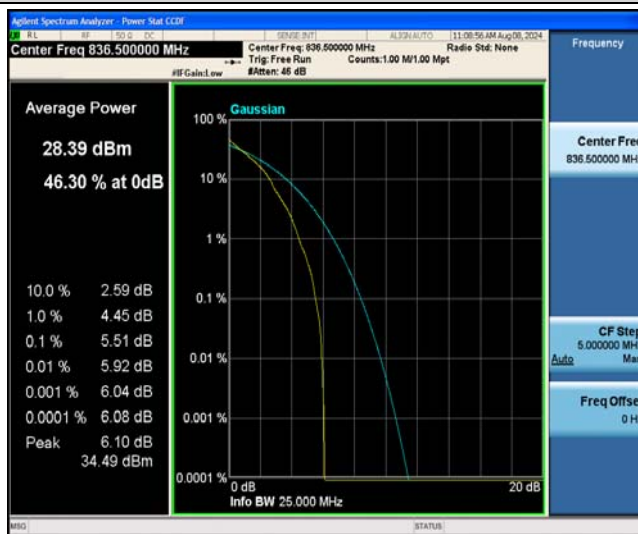 Agilent Spectrum Analyzer - Power Stat CCDF
RL RF 50 Ω DC SENSE:INT ALIGN AUTO 11:08:56 AM Aug 08, 2024
Center Freq 836.500000 MHz
Center Freq: 836.500000 MHz Radio Std: None
Trig: Free Run Counts:1.00 M/1.00 Mpt
#IFGain:Low #Atten: 46 dB
Frequency
Average Power
28.39 dBm
46.30 % at 0dB
10.0 % 2.59 dB
1.0 % 4.45 dB
0.1 % 5.51 dB
0.01 % 5.92 dB
0.001 % 6.04 dB
0.0001 % 6.08 dB
Peak 6.10 dB
34.49 dBm
Gaussian
100 %
10 %
1 %
0.1 %
0.01 %
0.001 %
0.0001 %
0 dB 20 dB
Info BW 25.000 MHz
Center Fre
836.500000 MH
CF Step
5.000000 MH
Auto Ma
Freq Offse
0 H
MSG STATUS